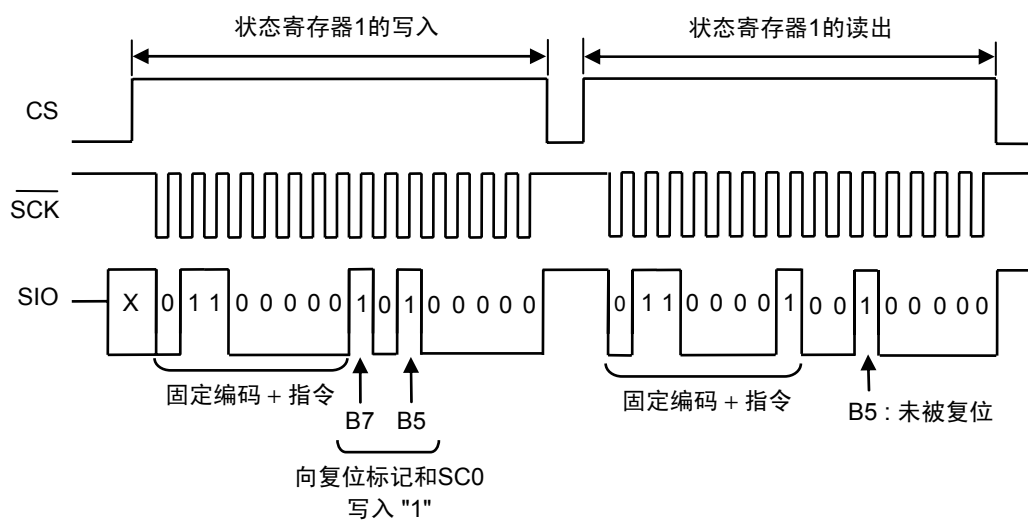 状态寄存器1的写入
状态寄存器1的读出
CS
SCK
SIO
X 0 1 1 0 0 0 0 0 1 0 1 0 0 0 0 0
0 1 1 0 0 0 0 1 0 0 1 0 0 0 0 0
固定编码 + 指令
B7 B5
固定编码 + 指令
B5 : 未被复位
向复位标记和SC0
写入 "1"